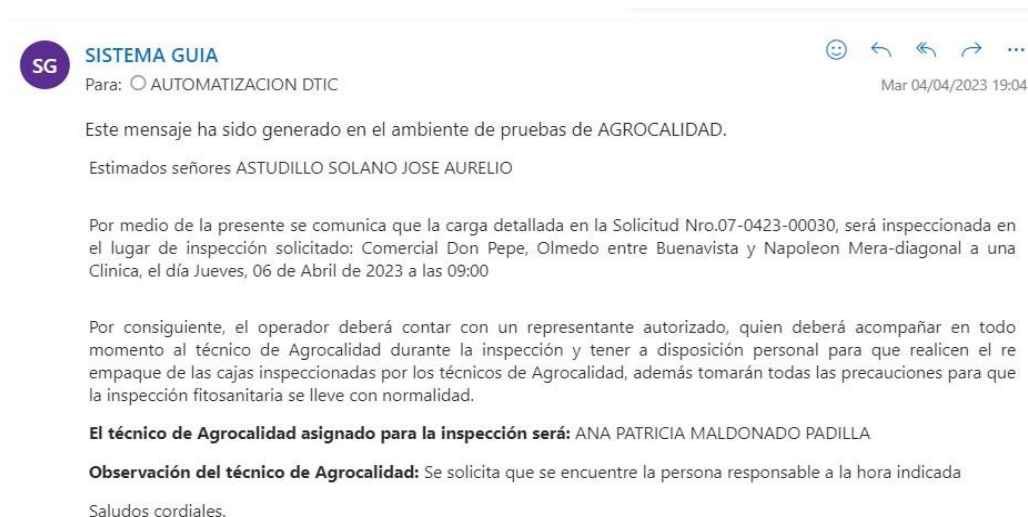 SG
SISTEMA GUIA
Para: AUTOMATIZACION DTIC
Mar 04/04/2023 19:04
Este mensaje ha sido generado en el ambiente de pruebas de AGROCALIDAD.
Estimados señores ASTUDILLO SOLANO JOSE AURELIO
Por medio de la presente se comunica que la carga detallada en la Solicitud Nro.07-0423-00030, será inspeccionada en
el lugar de inspección solicitado: Comercial Don Pepe, Olmedo entre Buenavista y Napoleon Mera-diagonal a una
Clinica, el día Jueves, 06 de Abril de 2023 a las 09:00
Por consiguiente, el operador deberá contar con un representante autorizado, quien deberá acompañar en todo
momento al técnico de Agrocalidad durante la inspección y tener a disposición personal para que realicen el re
empaque de las cajas inspeccionadas por los técnicos de Agrocalidad, además tomarán todas las precauciones para que
la inspección fitosanitaria se lleve con normalidad.
El técnico de Agrocalidad asignado para la inspección será: ANA PATRICIA MALDONADO PADILLA
Observación del técnico de Agrocalidad: Se solicita que se encuentre la persona responsable a la hora indicada
Saludos cordiales.